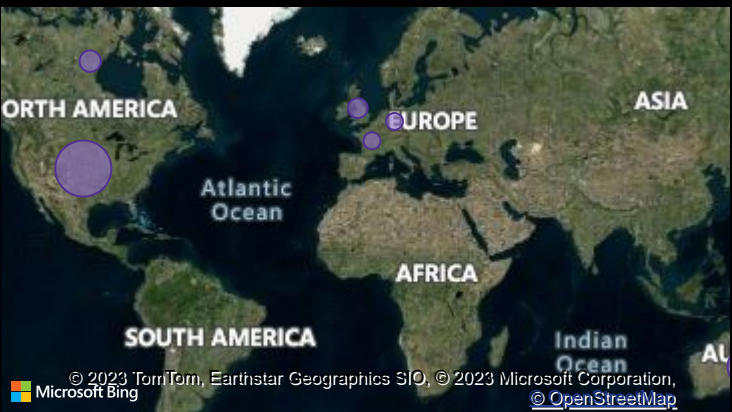 ORTH AMERICA
EUROPE
ASIA
Atlantic
Ocean
AFRICA
SOUTH AMERICA
Indian
Ocean
AU
© 2023 TomTom, Earthstar Geographics SIO, © 2023 Microsoft Corporation,
Microsoft Bing
© OpenStreetMap